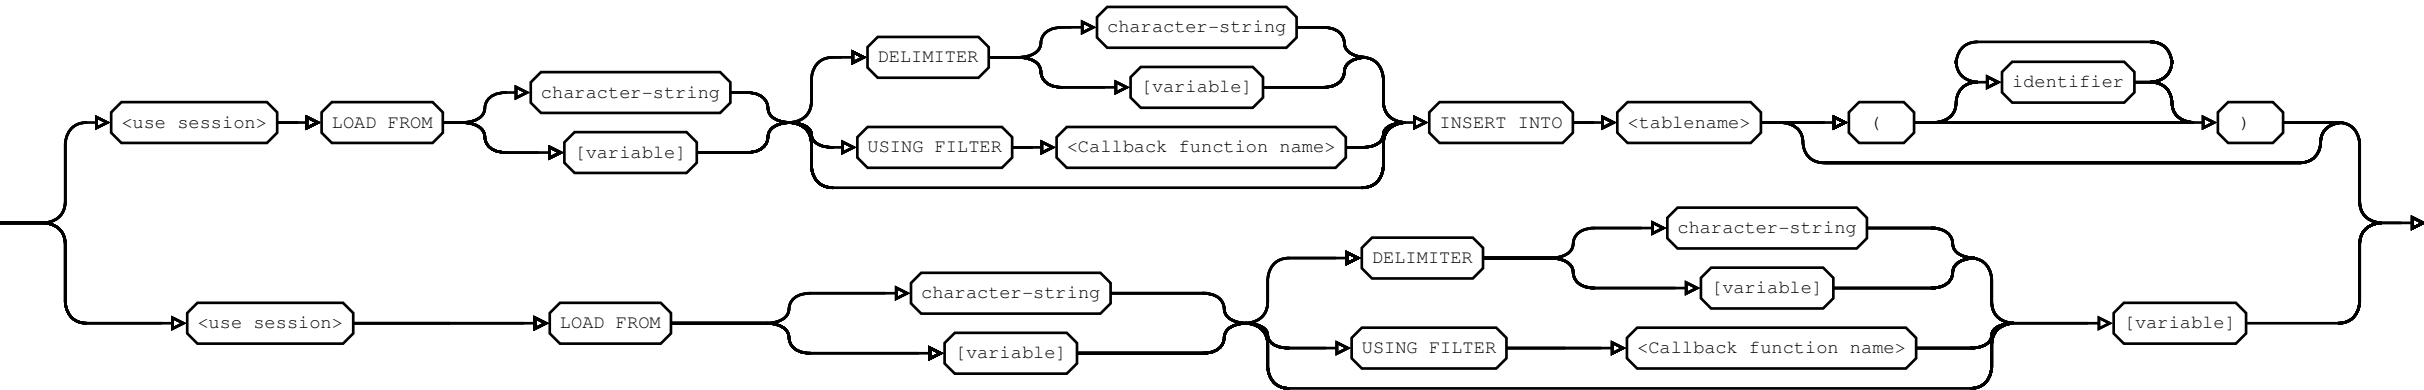 character-string
DELIMITER
[variable]
character-string
<use session>
LOAD FROM
[variable]
USING FILTER
<Callback function name>
INSERT INTO
<tablename>
(
identifier
)
character-string
DELIMITER
[variable]
<use session>
LOAD FROM
character-string
[variable]
USING FILTER
<Callback function name>
[variable]